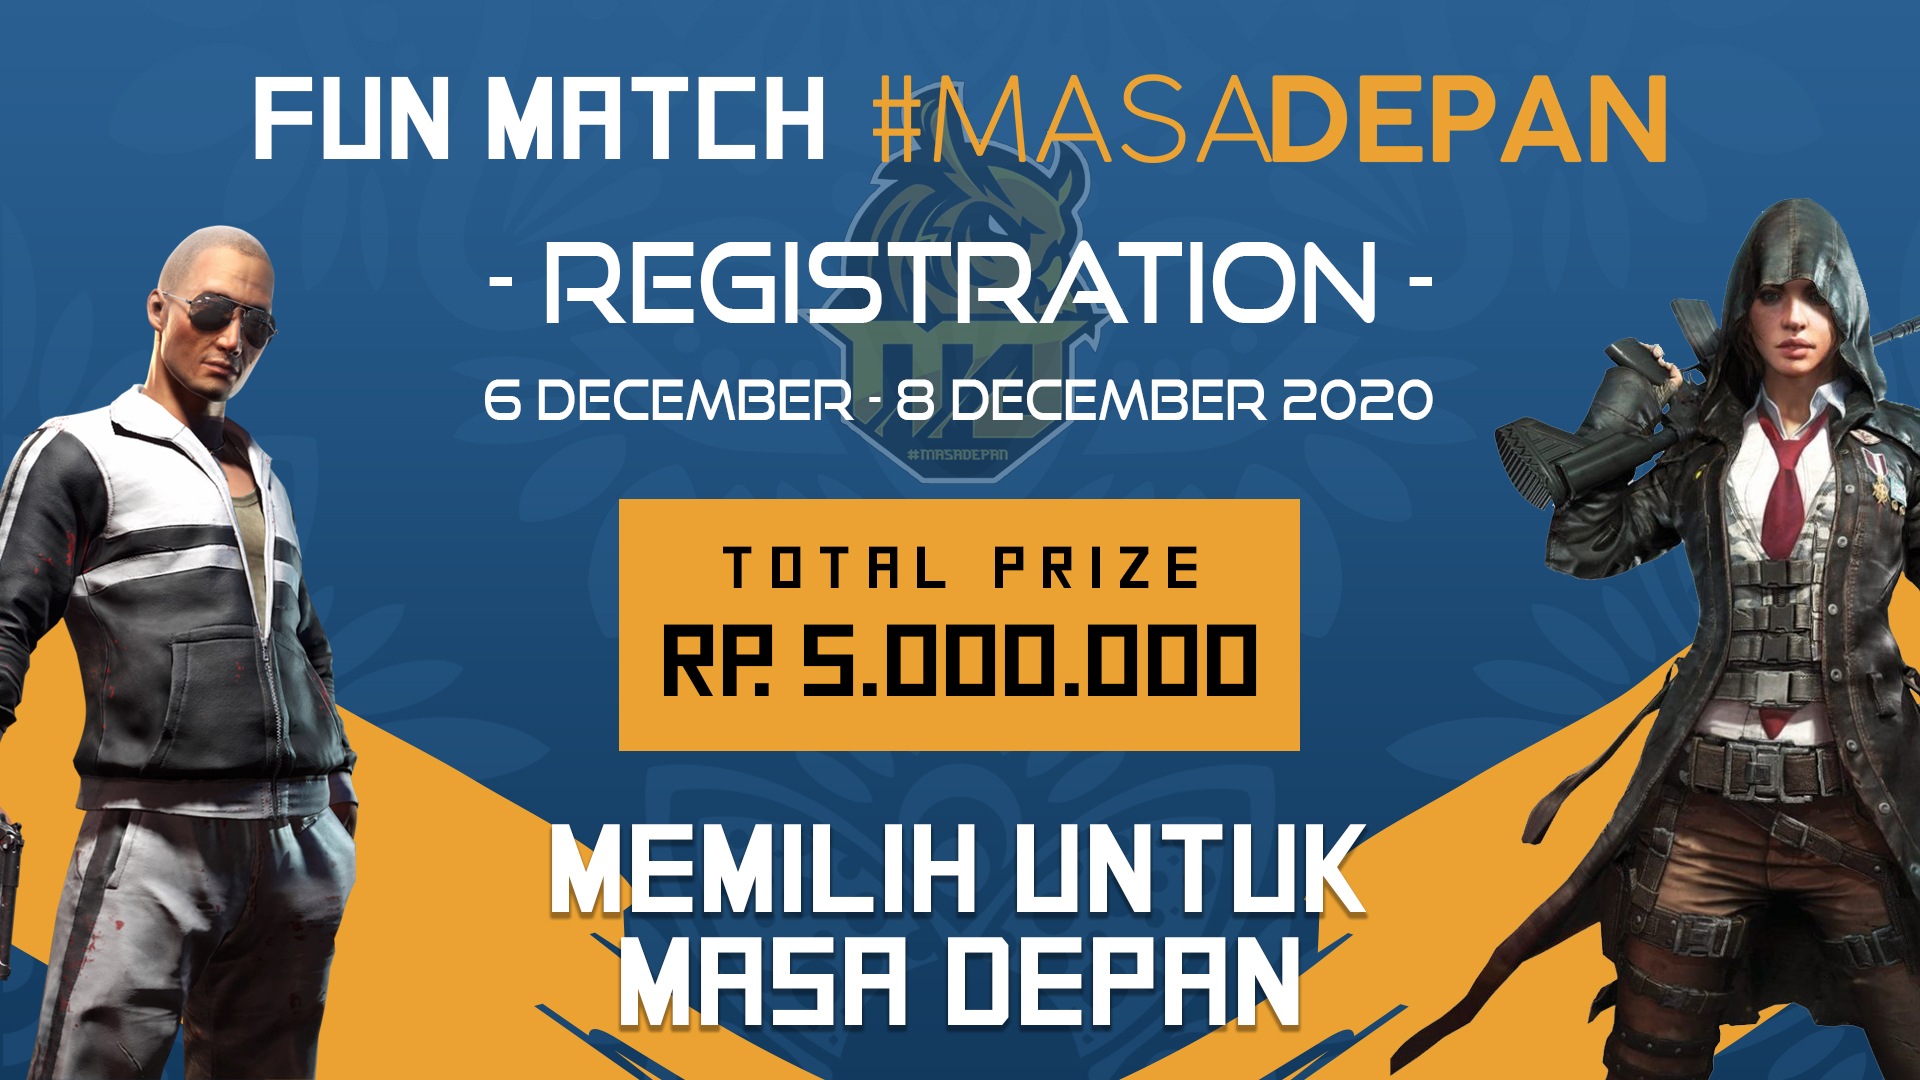 FUN MATCH #MASADEPAN
- REGISTRATION -
6 DECEMBER - 8 DECEMBER 2020
#MASADEPAN
TOTAL PRIZE
RP. 5.000.000
MEMILIH UNTUK
MASA DEPAN